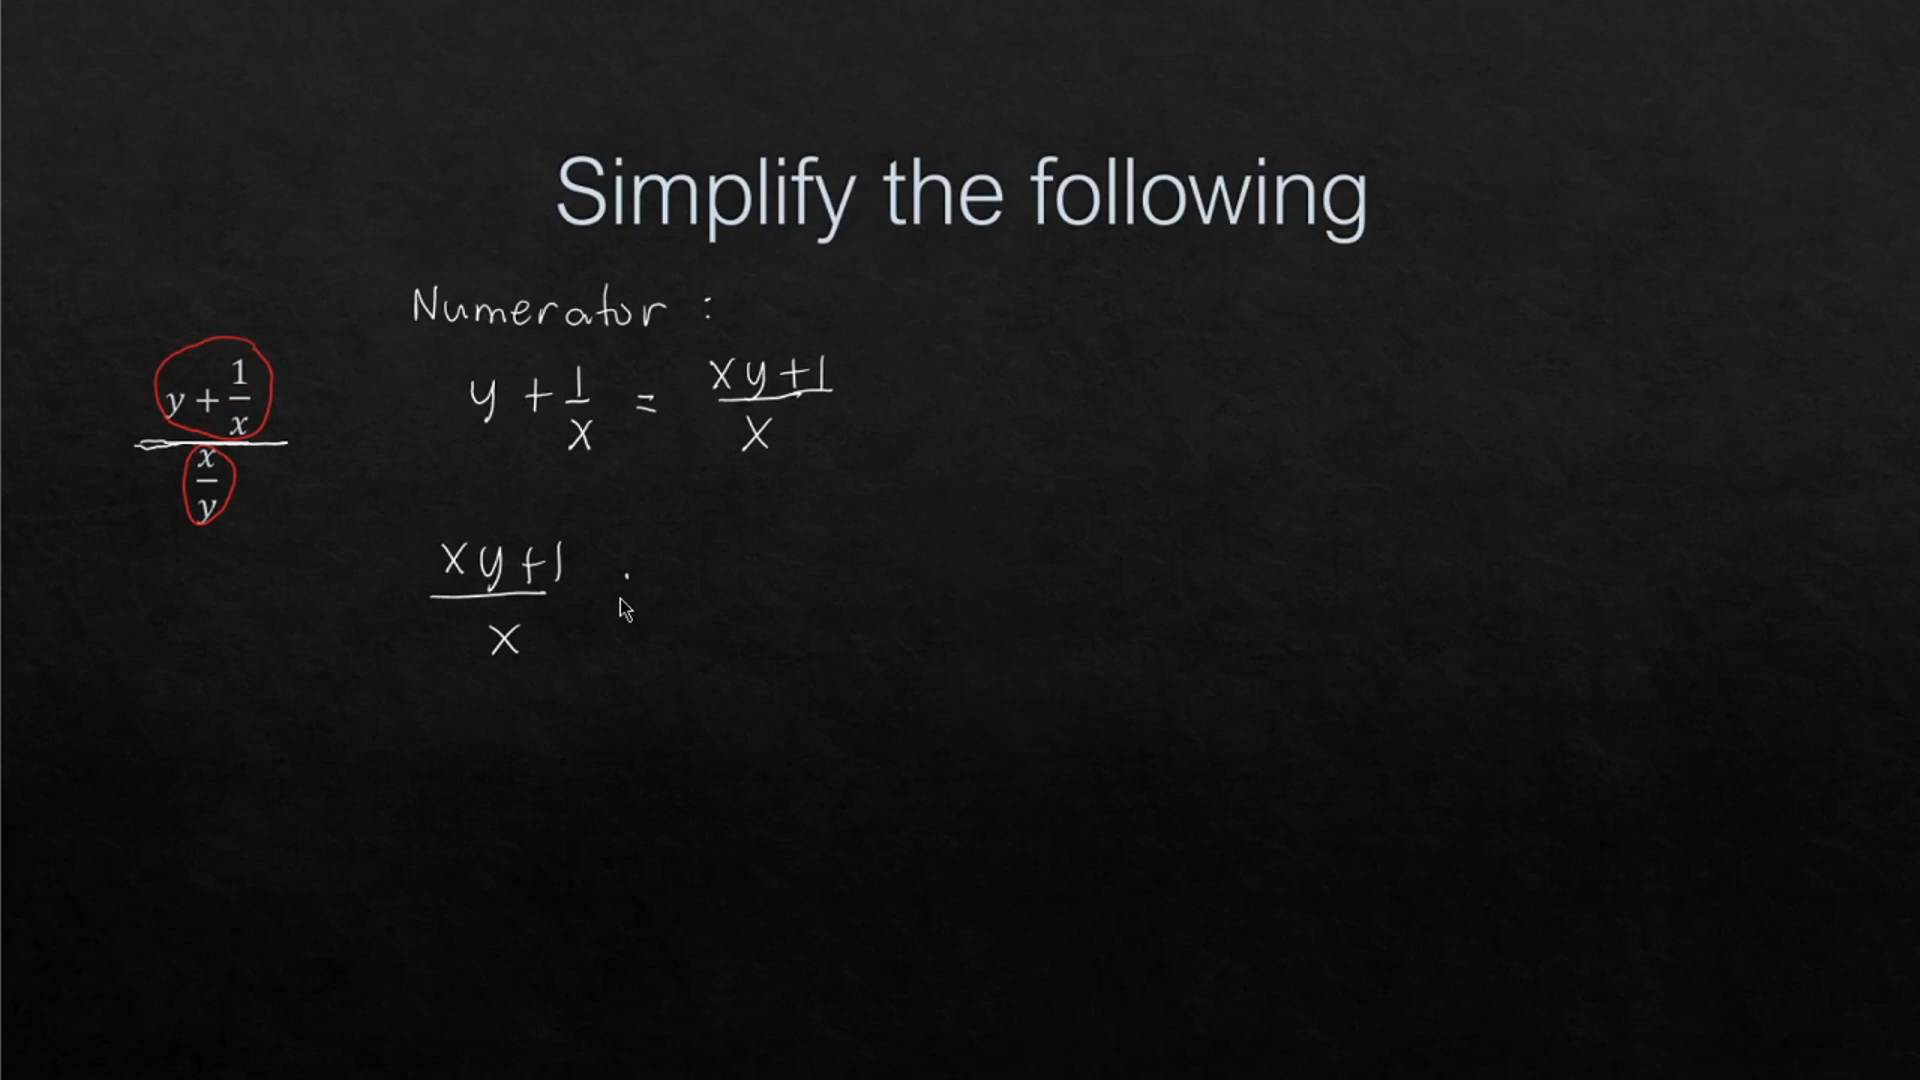 Simplify the following
Numerator :
y + 1/x
x/y
y + 1/x = xy+1/x
xy+1/x .